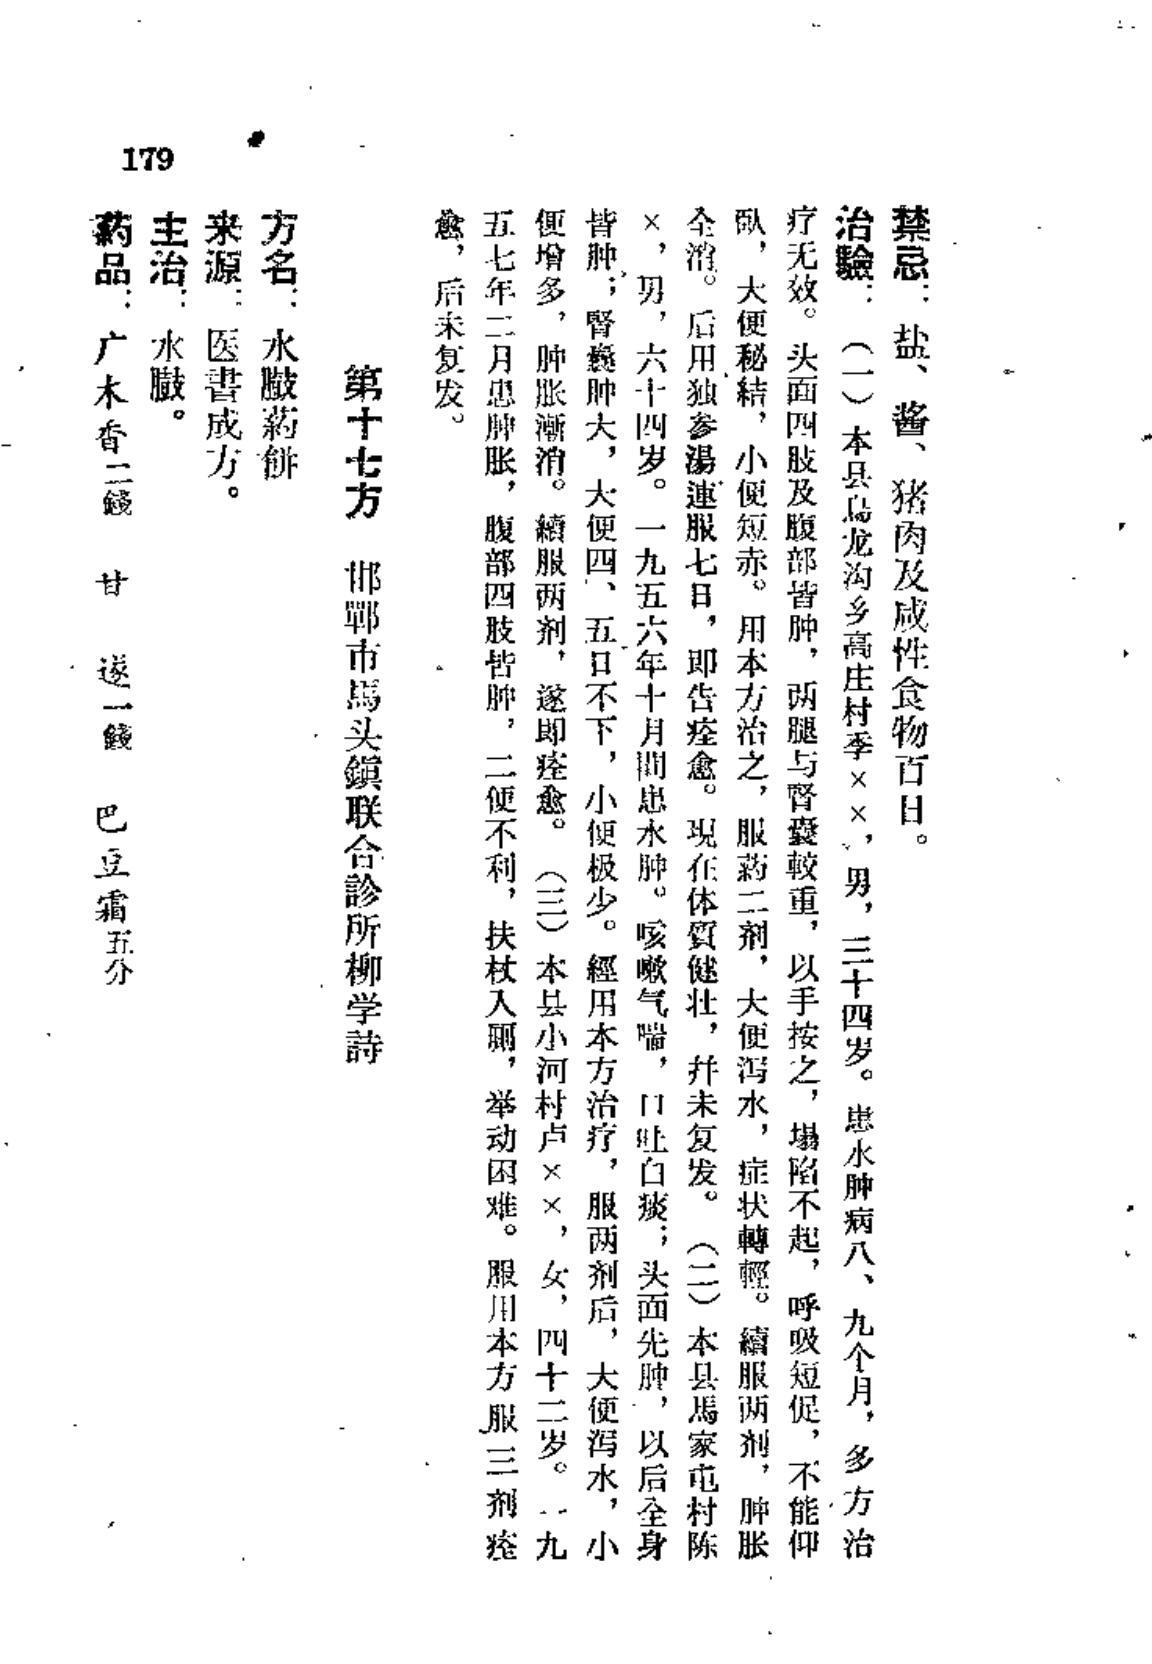 禁忌：盐、酱、猪肉及咸性食物百日。
治驗：（一）本县烏龙沟乡高庄村季××，男，三十四岁。患水肿病八、九个月，多方治
疗无效。头面四肢及腹部皆肿，两腿与腎囊較重，以手按之，塌陷不起，呼吸短促，不能仰
臥，大便秘結，小便短赤。用本方治之，服葯二剂，大便泻水，症状轉輕。續服两剂，肿胀
全消。后用独参湯連服七日，即告痊愈。現在体質健壮，幷未复发。（二）本县馬家屯村陈
×，男，六十四岁。一九五六年十月間患水肿。咳嗽气喘，口吐白痰；头面先肿，以后全身
皆肿；腎囊肿大，大便四、五日不下，小便极少。經用本方治疗，服两剂后，大便泻水，小
便增多，肿胀漸消。續服两剂，遂即痊愈。（三）本县小河村卢××，女，四十二岁。一九
五七年二月患肿胀，腹部四肢皆肿，二便不利，扶杖入厠，举动困难。服用本方服三剂痊
愈，后未复发。
第十七方　邯鄲市馬头鎭联合診所柳学詩
方名：水臌葯餅
来源：医書成方。
主治：水臌。
葯品：广木香二錢　甘　遂一錢　巴豆霜五分
179